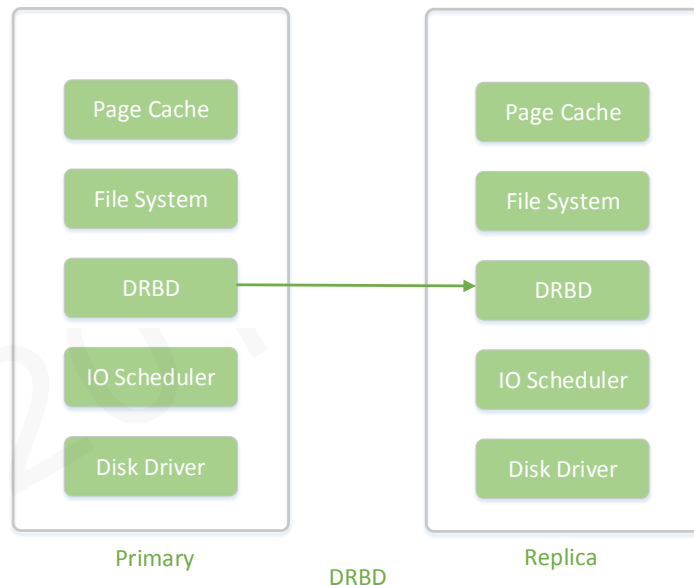 Page Cache
File System
DRBD
IO Scheduler
Disk Driver
Primary
Page Cache
File System
DRBD
IO Scheduler
Disk Driver
Replica
DRBD